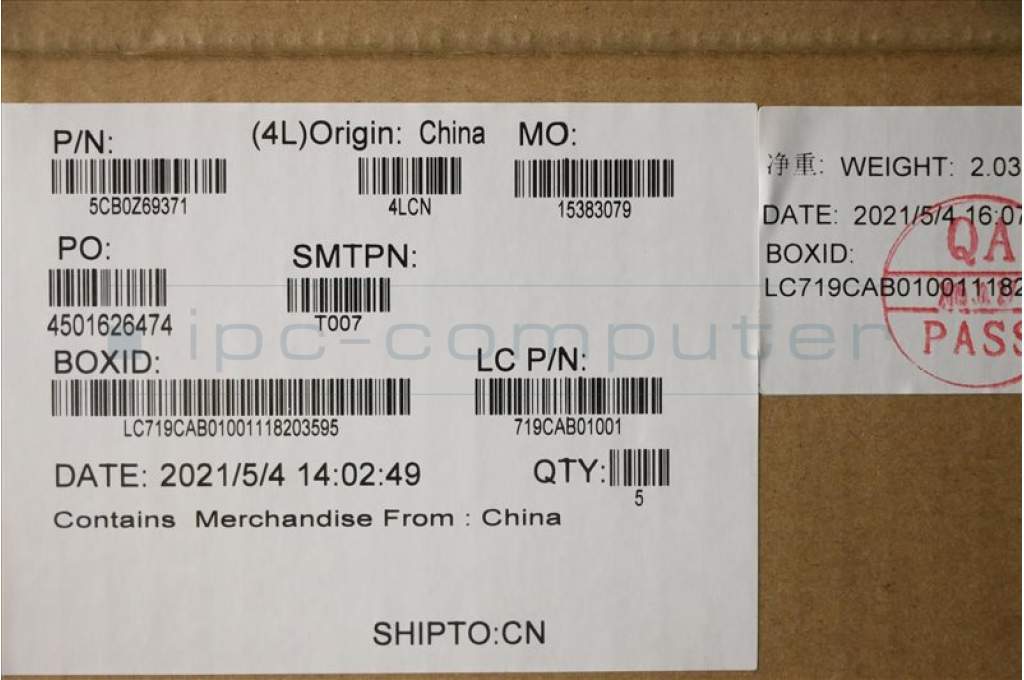 P/N: (4L)Origin: China MO:
5CB0Z69371 4LCN 15383079
PO: SMTPN:
4501626474 T007
BOXID: LC P/N:
LC719CAB01001118203595 719CAB01001
DATE: 2021/5/4 14:02:49 QTY:
5
Contains Merchandise From : China
SHIPTO:CN
净重: WEIGHT: 2.03
DATE: 2021/5/4 16:07
BOXID:
LC719CAB0100111182
QA
PASS
ipc-computer